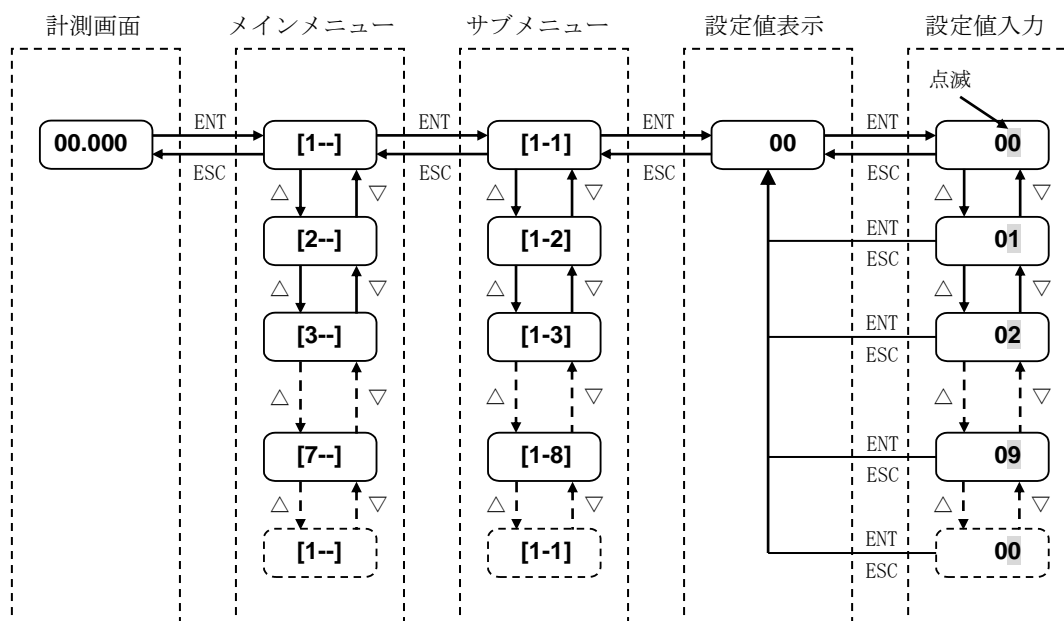 計測画面 メインメニュー サブメニュー 設定値表示 設定値入力
点滅
ENT ENT ENT ENT
00.000 [1--] [1-1] 00 00
ESC ESC ESC ESC
△ ▽ △ ▽ △ ▽
[2--] [1-2] ENT 01
ESC
△ ▽ △ ▽ △ ▽
[3--] [1-3] ENT 02
ESC
△ ▽ △ ▽ △ ▽
[7--] [1-8] ENT 09
ESC
△ ▽ △ ▽ △ ▽
[1--] [1-1] ENT 00
ESC